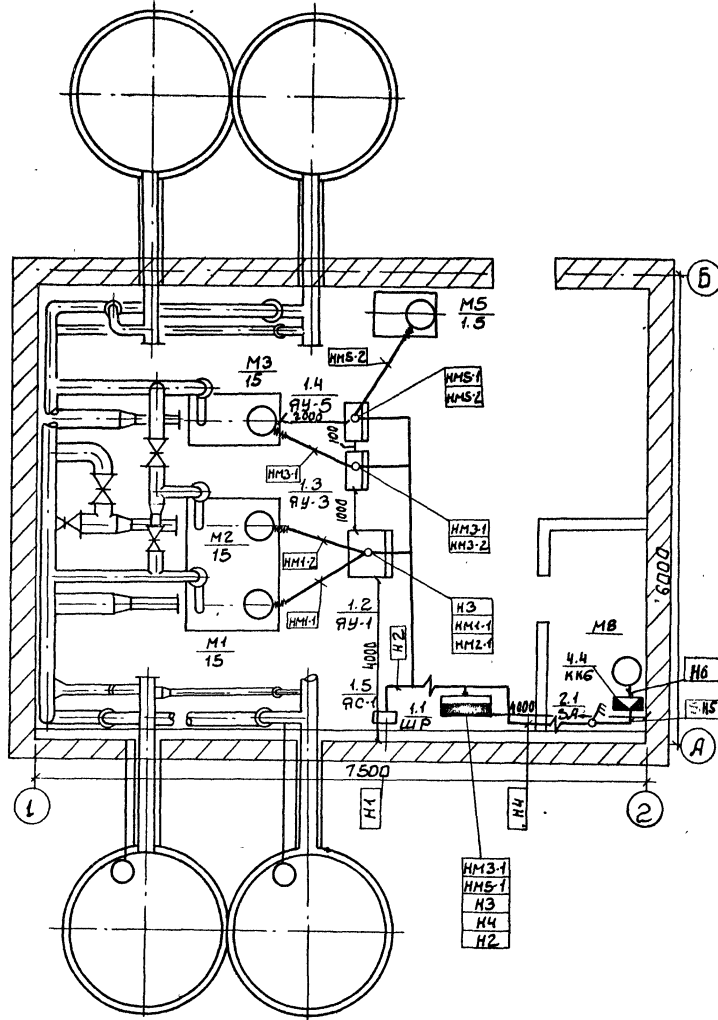 Б
М5
1.5
НМ5-2
М3
15
1.4
ЯУ-5
2000
НМ5-1
НМ5-2
100
НМ3-1
1.3
ЯУ-3
1000
НМ3-1
НМ3-2
М2
15
НМ1-2
НМ1-1
1.2
ЯУ-1
Н3
НМ1-1
НМ2-1
6000
М1
15
4000
Н2
М8
4.4
КК6
Н6
1.5
ЯС-1
1.1
ШР
4000
2.1
Н5
А
7500
1
2
Н1
Н4
НМ3-1
НМ5-1
Н3
Н4
Н2